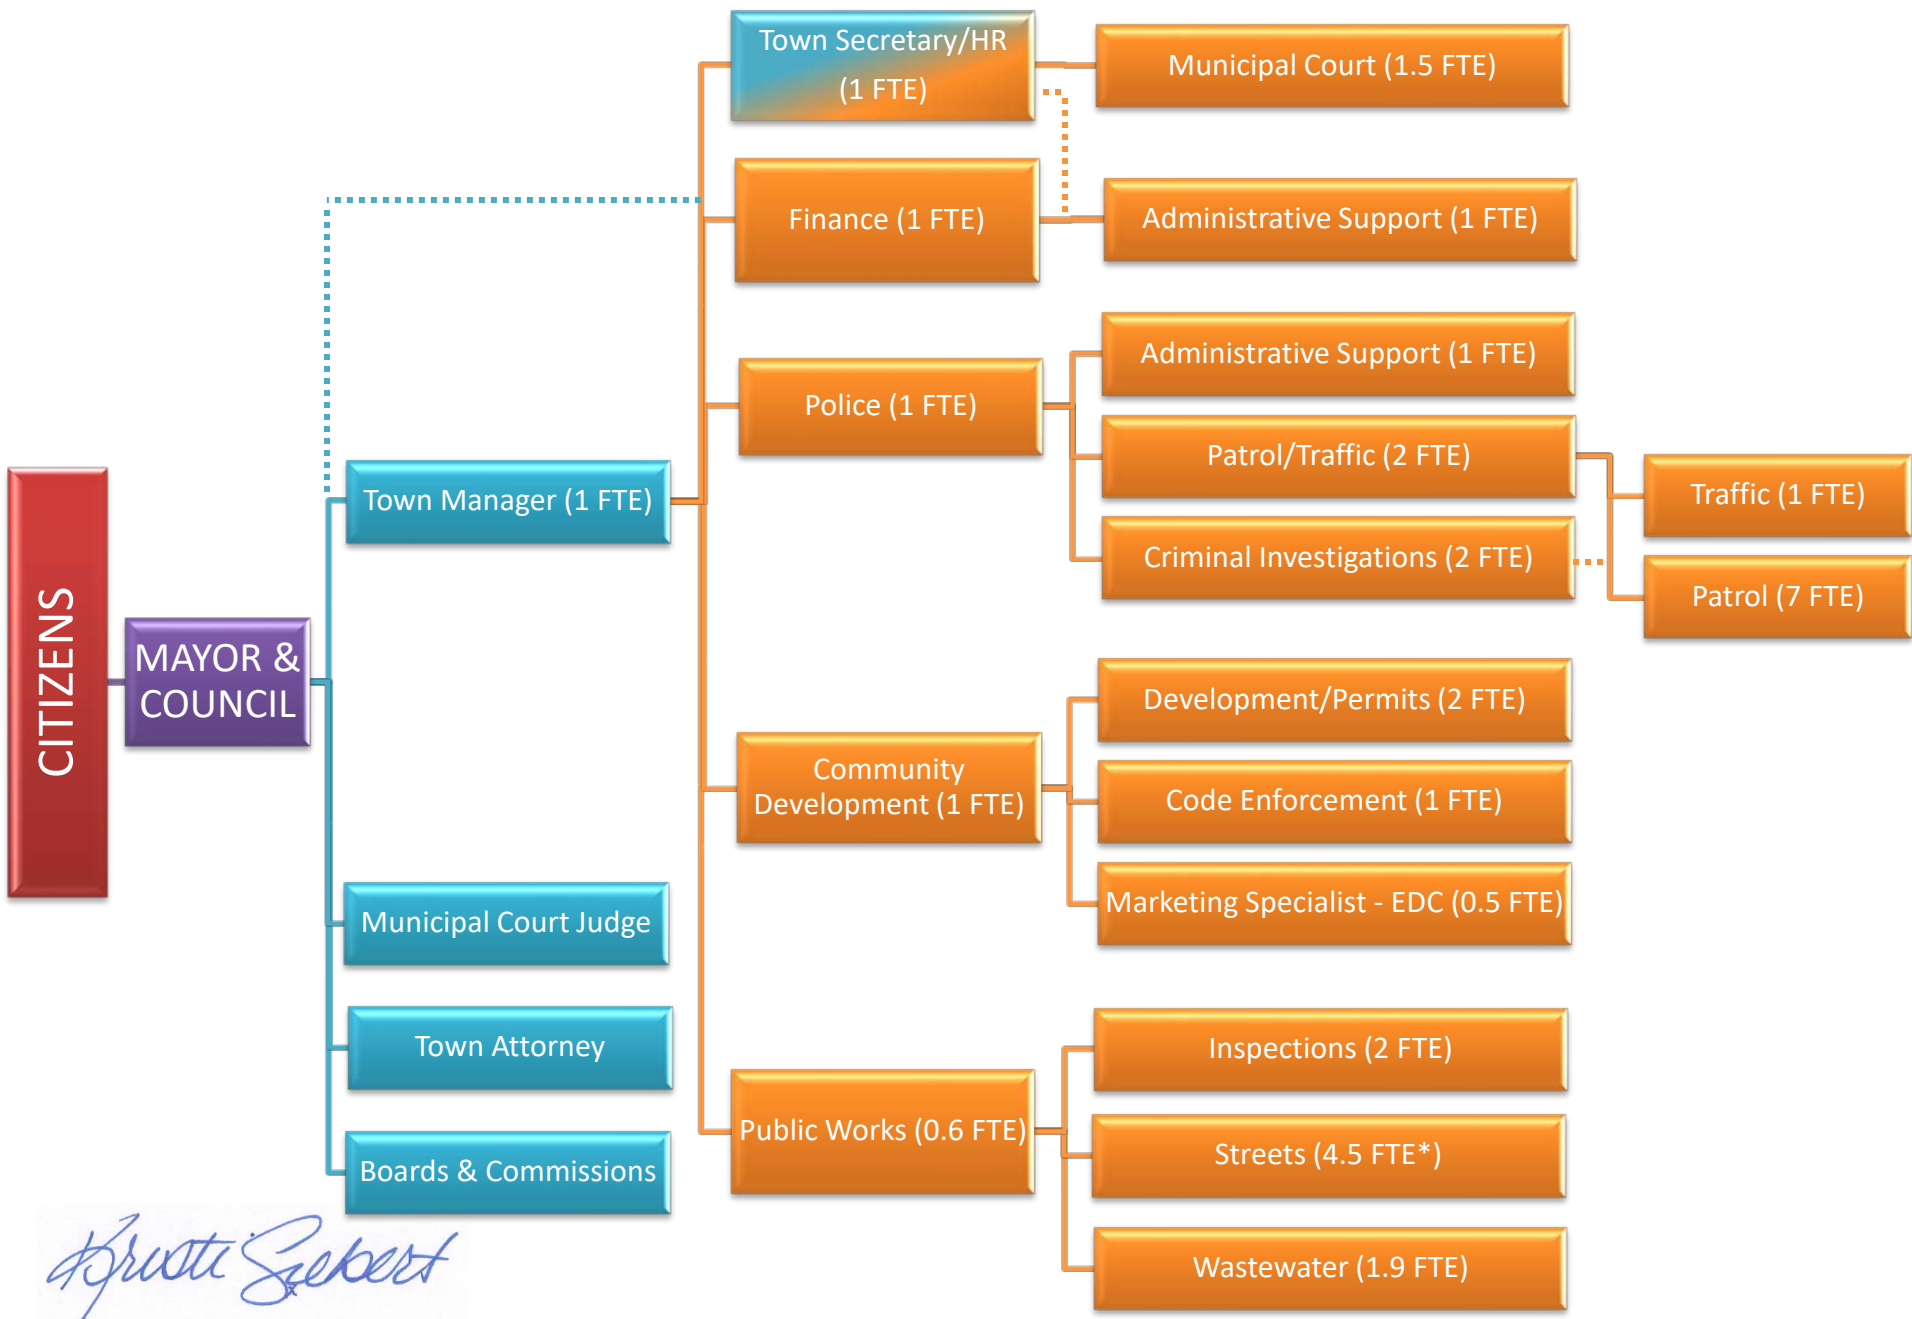 CITIZENS
MAYOR &
COUNCIL
Town Manager (1 FTE)
Municipal Court Judge
Town Attorney
Boards & Commissions
Town Secretary/HR
(1 FTE)
Municipal Court (1.5 FTE)
Finance (1 FTE)
Administrative Support (1 FTE)
Police (1 FTE)
Administrative Support (1 FTE)
Patrol/Traffic (2 FTE)
Criminal Investigations (2 FTE)
Traffic (1 FTE)
Patrol (7 FTE)
Community
Development (1 FTE)
Development/Permits (2 FTE)
Code Enforcement (1 FTE)
Marketing Specialist - EDC (0.5 FTE)
Public Works (0.6 FTE)
Inspections (2 FTE)
Streets (4.5 FTE*)
Wastewater (1.9 FTE)
Kristi Siebert